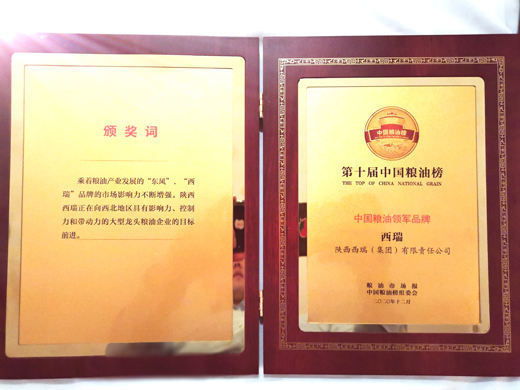 颁奖词
乘着粮油产业发展的“东风”，“西
瑞”品牌的市场影响力不断增强。陕西
西瑞正在向西北地区具有影响力、控制
力和带动力的大型龙头粮油企业的目标
前进。
中国粮油榜
第十届中国粮油榜
THE TOP OF CHINA NATIONAL GRAIN
中国粮油领军品牌
西瑞
陕西西瑞（集团）有限责任公司
粮油市场报
中国粮油榜组委会
二〇二〇年十二月